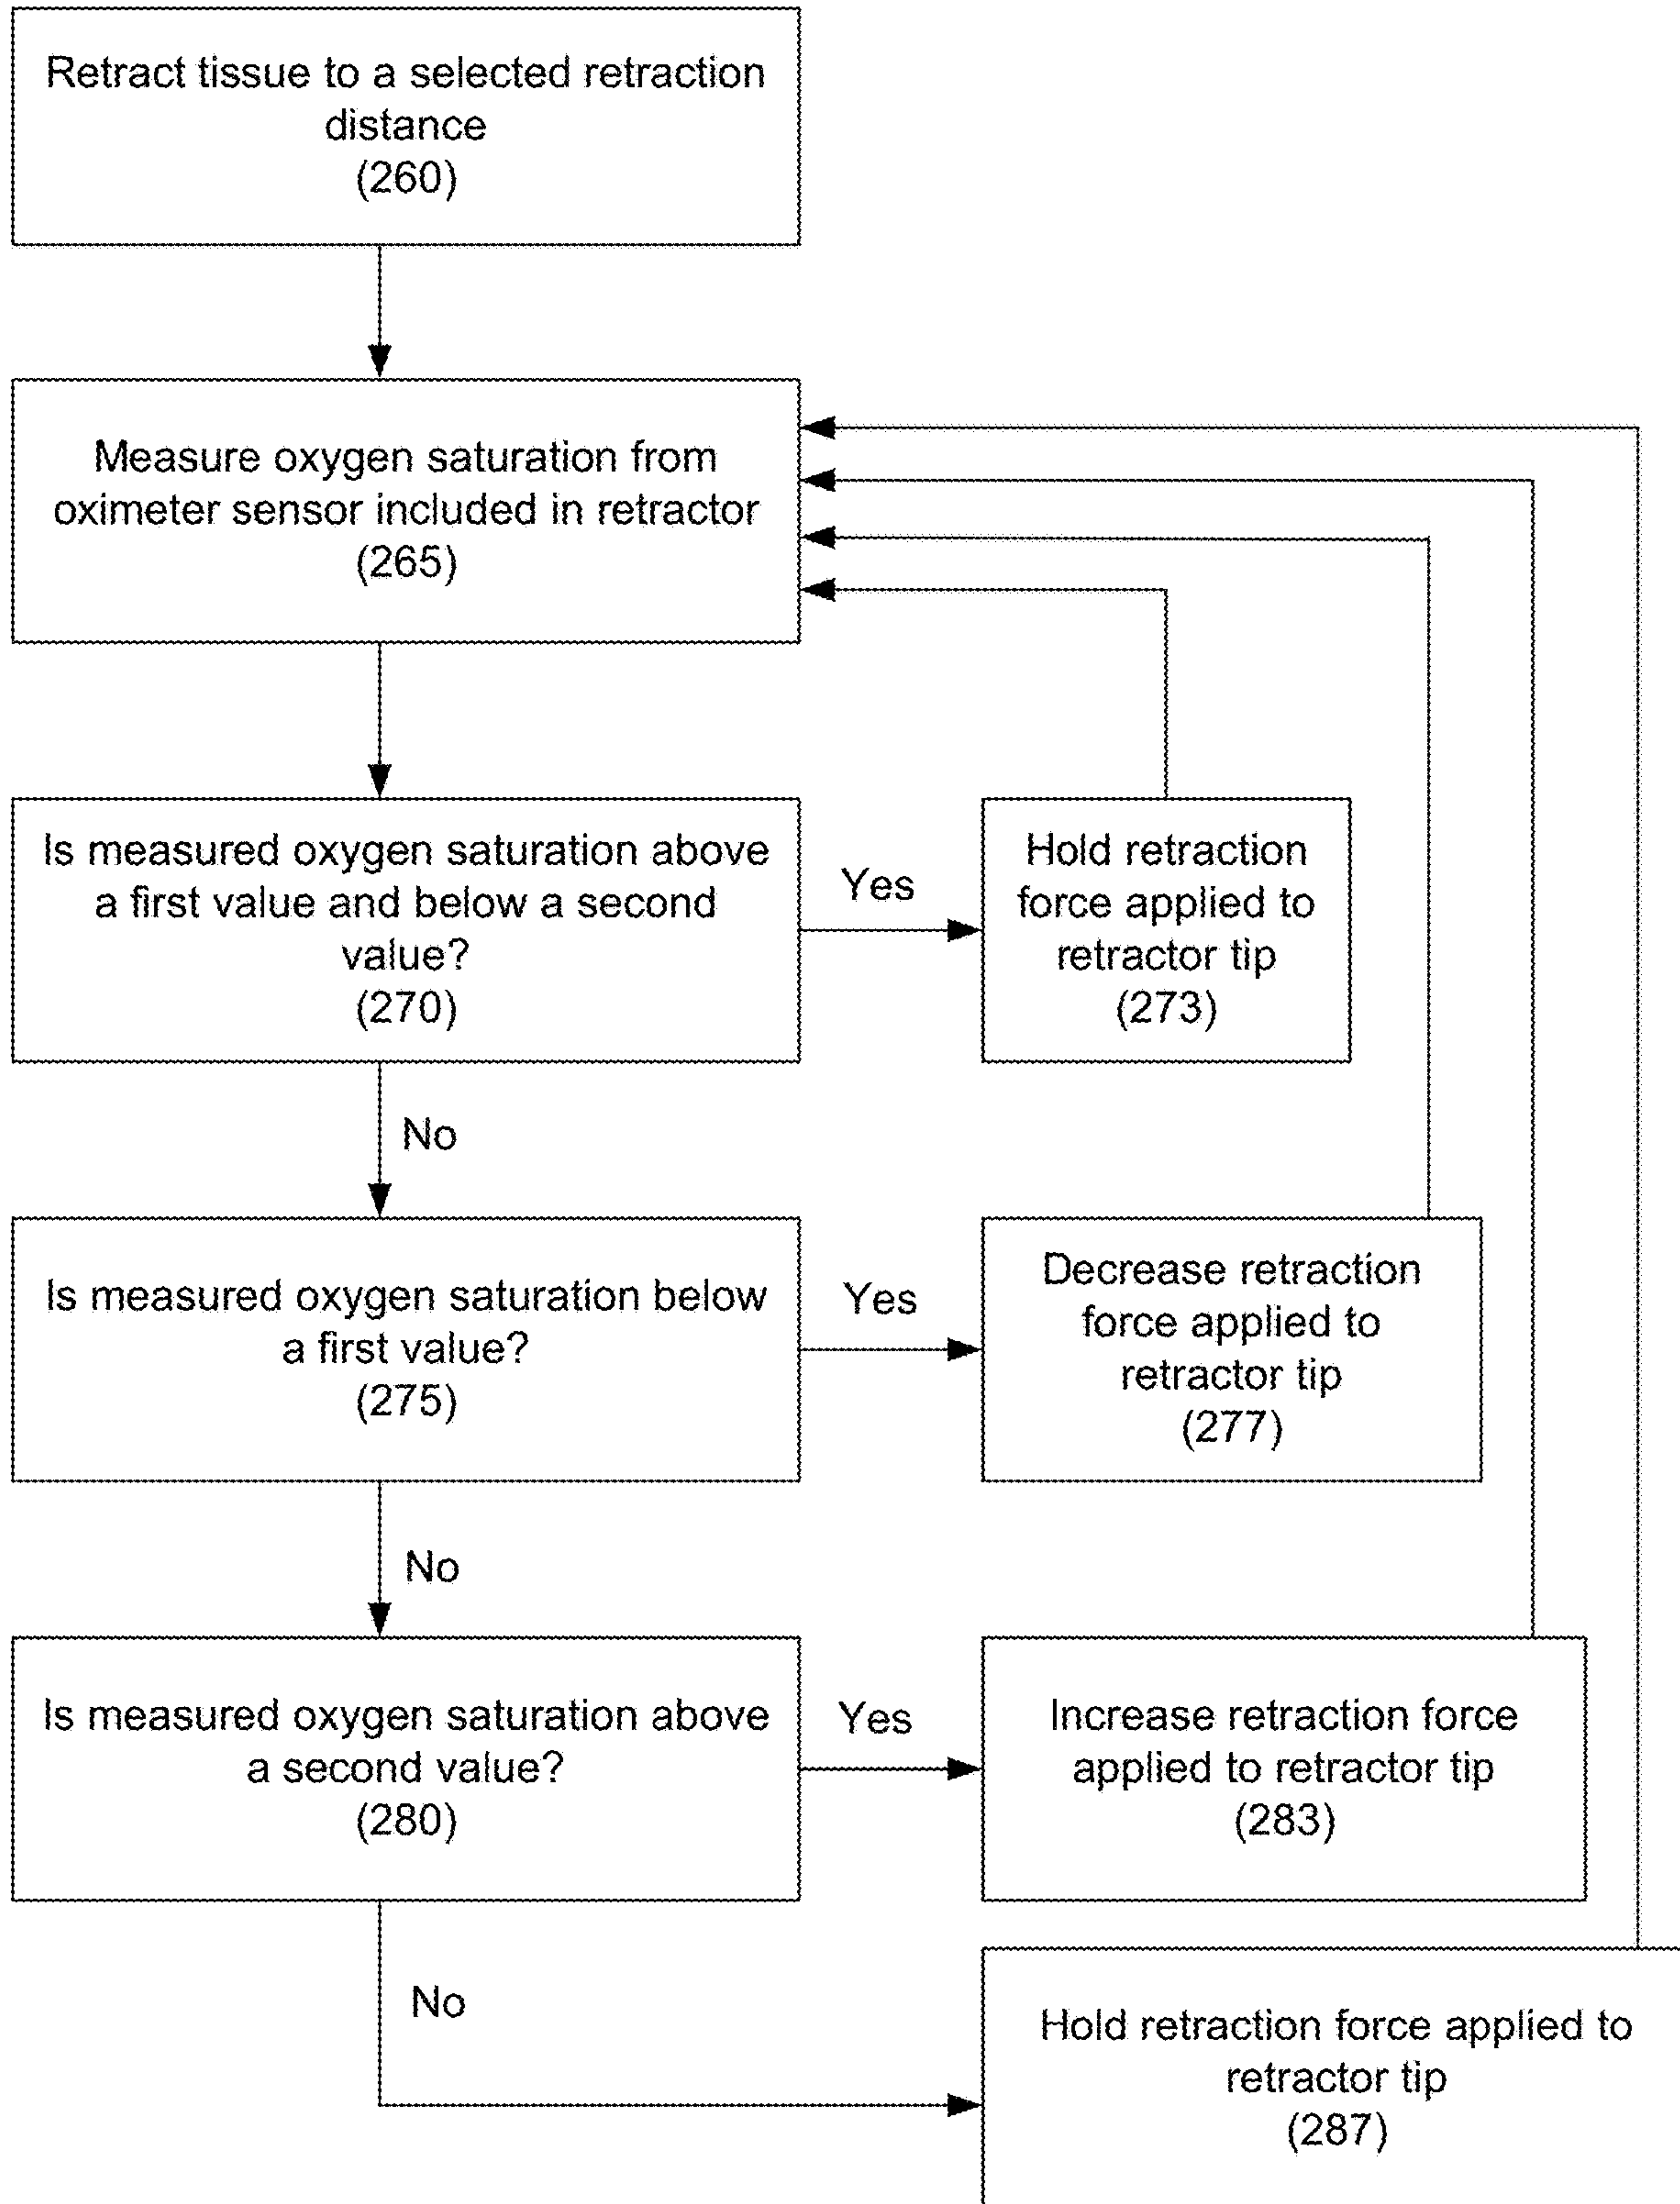 Retract tissue to a selected retraction
distance
(260)
Measure oxygen saturation from
oximeter sensor included in retractor
(265)
Is measured oxygen saturation above
a first value and below a second
value?
(270)
Yes
Hold retraction
force applied to
retractor tip
(273)
No
Is measured oxygen saturation below
a first value?
(275)
Yes
Decrease retraction
force applied to
retractor tip
(277)
No
Is measured oxygen saturation above
a second value?
(280)
Yes
Increase retraction force
applied to retractor tip
(283)
No
Hold retraction force applied to
retractor tip
(287)